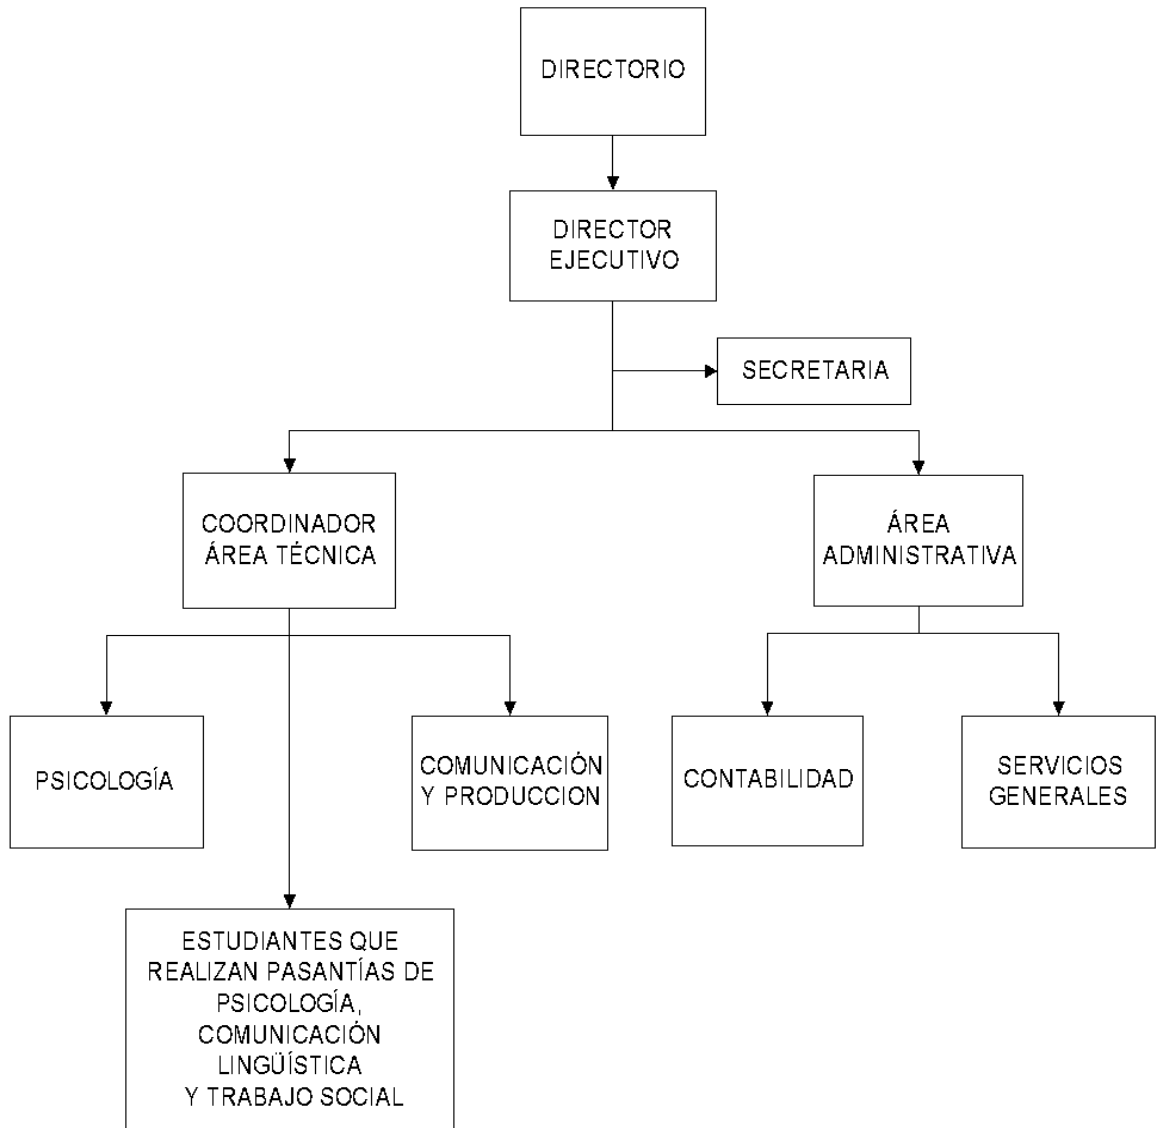 DIRECTORIO
DIRECTOR
EJECUTIVO
SECRETARIA
COORDINADOR
ÁREA TÉCNICA
ÁREA
ADMINISTRATIVA
PSICOLOGÍA
COMUNICACIÓN
Y PRODUCCION
CONTABILIDAD
SERVICIOS
GENERALES
ESTUDIANTES QUE
REALIZAN PASANTÍAS DE
PSICOLOGÍA,
COMUNICACIÓN
LINGÜÍSTICA
Y TRABAJO SOCIAL